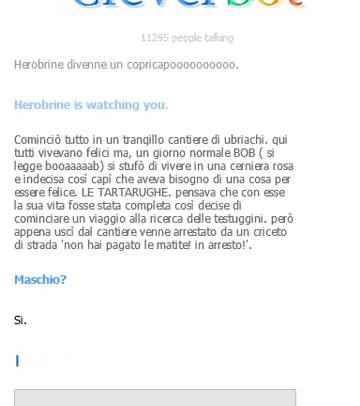 cleverbot
11295 people talking
Herobrine divenne un copricapoooooooooo.
Herobrine is watching you.
Cominciò tutto in un tranqillo cantiere di ubriachi. qui
tutti vivevano felici ma, un giorno normale BOB ( si
legge booaaaaab) si stufò di vivere in una cerniera rosa
e indecisa così capì che aveva bisogno di una cosa per
essere felice. LE TARTARUGHE. pensava che con esse
la sua vita fosse stata completa così decise di
cominciare un viaggio alla ricerca delle testuggini. però
appena uscì dal cantiere venne arrestato da un criceto
di strada 'non hai pagato le matite! in arresto!'.
Maschio?
Si.